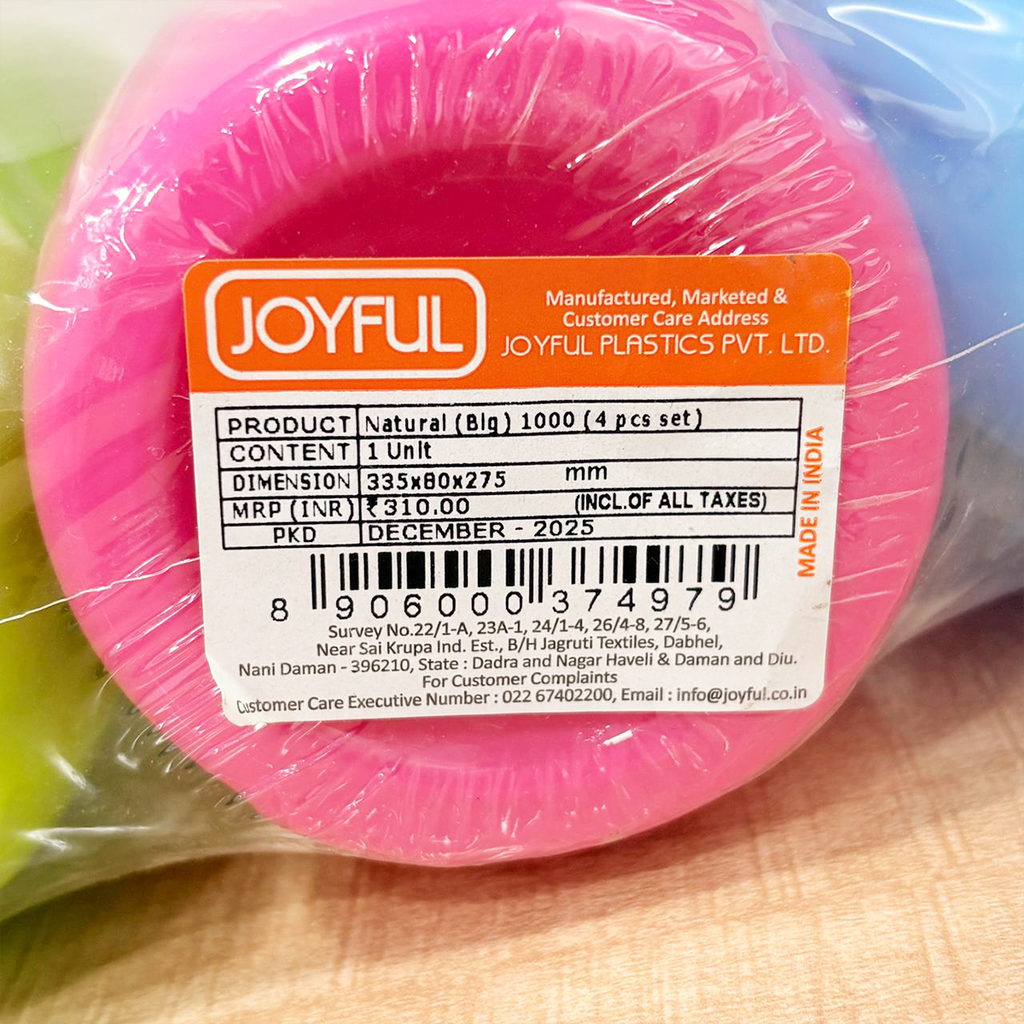 JOYFUL
Manufactured, Marketed &
Customer Care Address
JOYFUL PLASTICS PVT. LTD.
PRODUCT Natural (Big) 1000 (4 pcs set)
CONTENT 1 Unit
DIMENSION 335x80x275 mm
MRP (INR) ₹310.00 (INCL.OF ALL TAXES)
PKD DECEMBER - 2025
MADE IN INDIA
8 906000 374979
Survey No.22/1-A, 23A-1, 24/1-4, 26/4-8, 27/5-6,
Near Sai Krupa Ind. Est., B/H Jagruti Textiles, Dabhel,
Nani Daman - 396210, State : Dadra and Nagar Haveli & Daman and Diu.
For Customer Complaints
Customer Care Executive Number : 022 67402200, Email : info@joyful.co.in